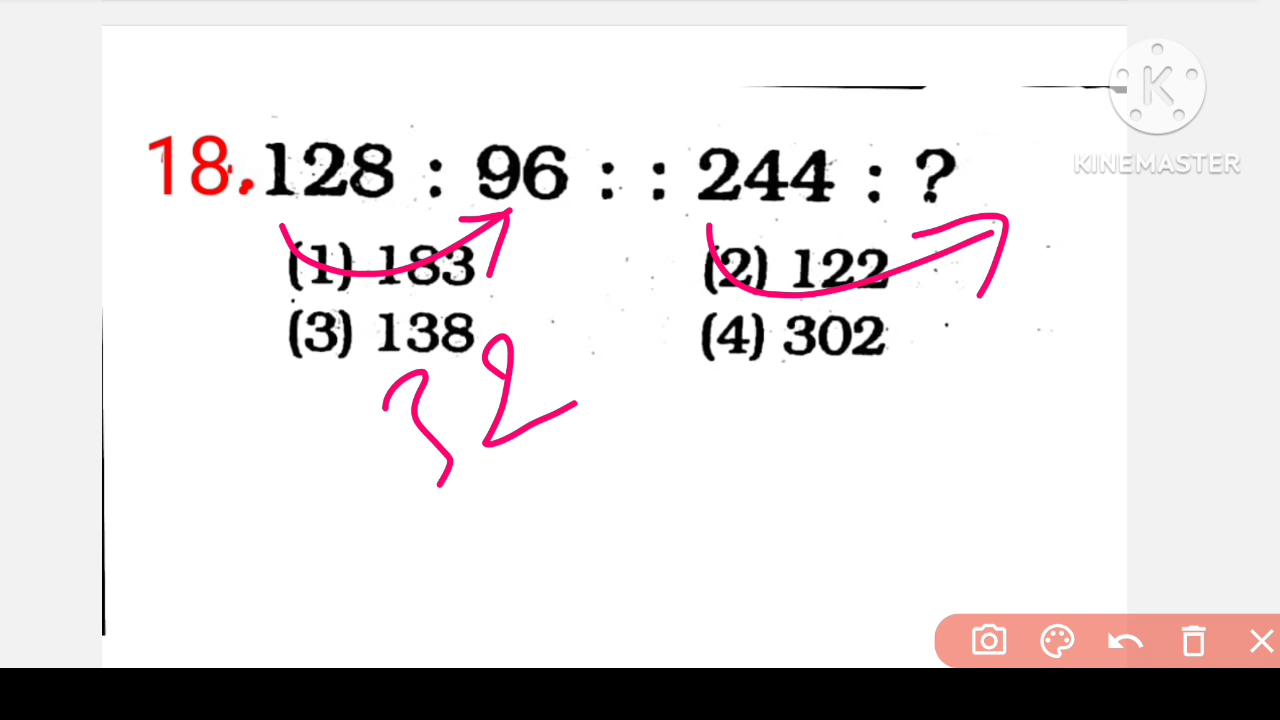 KINEMASTER
18. 128 : 96 : : 244 : ?
(1) 183 (2) 122
(3) 138 (4) 302
32